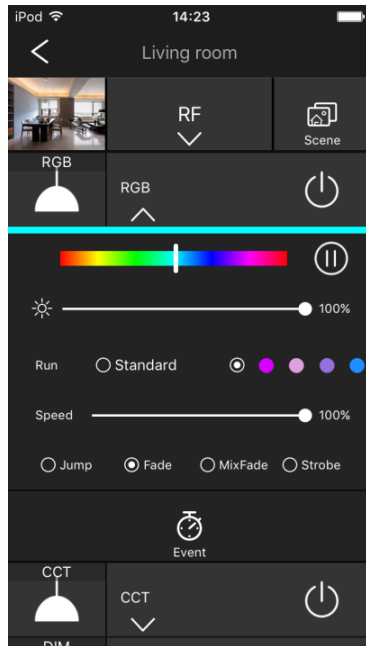 iPod 14:23
Living room
RF
Scene
RGB
RGB
100%
Run Standard
Speed 100%
Jump Fade MixFade Strobe
Event
CCT
CCT
DIM